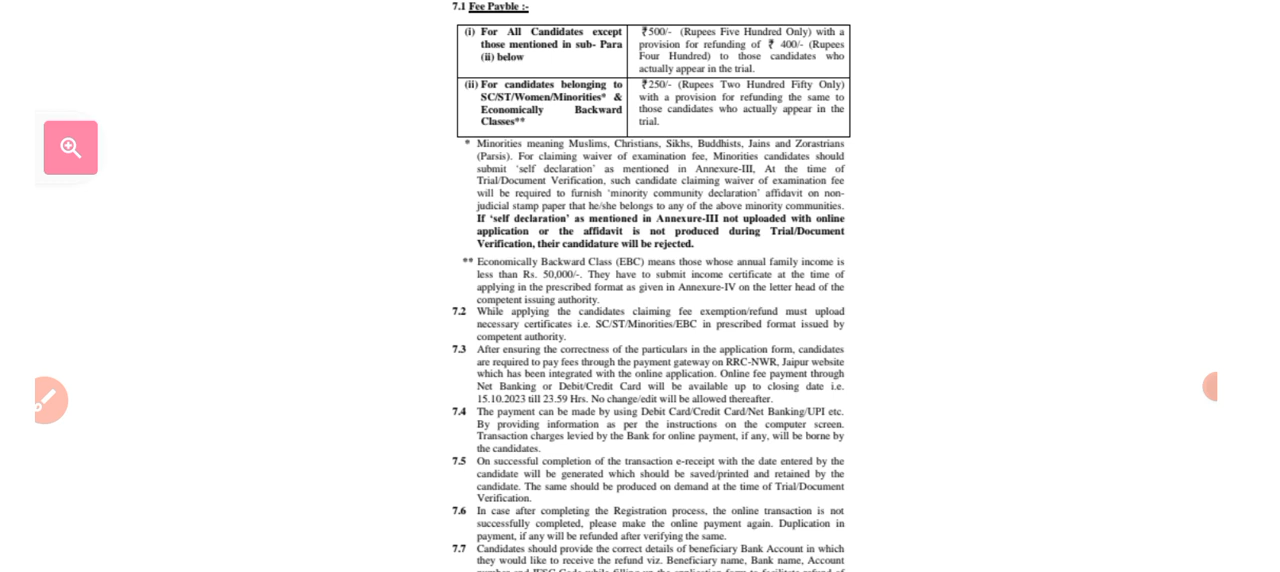 7.1 Fee Payble :-
(i) For All Candidates except
those mentioned in sub- Para
(ii) below
₹500/- (Rupees Five Hundred Only) with a
provision for refunding of ₹ 400/- (Rupees
Four Hundred) to those candidates who
actually appear in the trial.
(ii) For candidates belonging to
SC/ST/Women/Minorities* &
Economically Backward
Classes**
₹250/- (Rupees Two Hundred Fifty Only)
with a provision for refunding the same to
those candidates who actually appear in the
trial.
* Minorities meaning Muslims, Christians, Sikhs, Buddhists, Jains and Zorastrians
(Parsis). For claiming waiver of examination fee, Minorities candidates should
submit ‘self declaration’ as mentioned in Annexure-III, At the time of
Trial/Document Verification, such candidate claiming waiver of examination fee
will be required to furnish ‘minority community declaration’ affidavit on non-
judicial stamp paper that he/she belongs to any of the above minority communities.
If ‘self declaration’ as mentioned in Annexure-III not uploaded with online
application or the affidavit is not produced during Trial/Document
Verification, their candidature will be rejected.
** Economically Backward Class (EBC) means those whose annual family income is
less than Rs. 50,000/-. They have to submit income certificate at the time of
applying in the prescribed format as given in Annexure-IV on the letter head of the
competent issuing authority.
7.2 While applying the candidates claiming fee exemption/refund must upload
necessary certificates i.e. SC/ST/Minorities/EBC in prescribed format issued by
competent authority.
7.3 After ensuring the correctness of the particulars in the application form, candidates
are required to pay fees through the payment gateway on RRC-NWR, Jaipur website
which has been integrated with the online application. Online fee payment through
Net Banking or Debit/Credit Card will be available up to closing date i.e.
15.10.2023 till 23.59 Hrs. No change/edit will be allowed thereafter.
7.4 The payment can be made by using Debit Card/Credit Card/Net Banking/UPI etc.
By providing information as per the instructions on the computer screen.
Transaction charges levied by the Bank for online payment, if any, will be borne by
the candidates.
7.5 On successful completion of the transaction e-receipt with the date entered by the
candidate will be generated which should be saved/printed and retained by the
candidate. The same should be produced on demand at the time of Trial/Document
Verification.
7.6 In case after completing the Registration process, the online transaction is not
successfully completed, please make the online payment again. Duplication in
payment, if any will be refunded after verifying the same.
7.7 Candidates should provide the correct details of beneficiary Bank Account in which
they would like to receive the refund viz. Beneficiary name, Bank name, Account